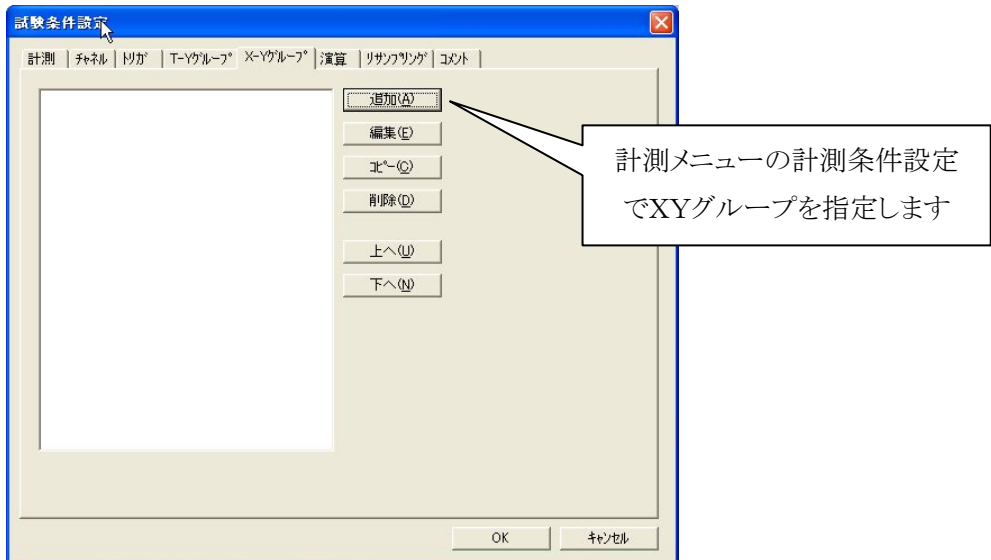 試験条件設定
計測 ﾁｬﾈﾙ ﾄﾘｶﾞ T-Yｸﾞﾙｰﾌﾟ X-Yｸﾞﾙｰﾌﾟ 演算 ﾘｻﾝﾌﾟﾘﾝｸﾞ ｺﾒﾝﾄ
追加(A)
編集(E)
ｺﾋﾟｰ(C)
削除(D)
上へ(U)
下へ(N)
計測メニューの計測条件設定
でXYグループを指定します
OK ｷｬﾝｾﾙ